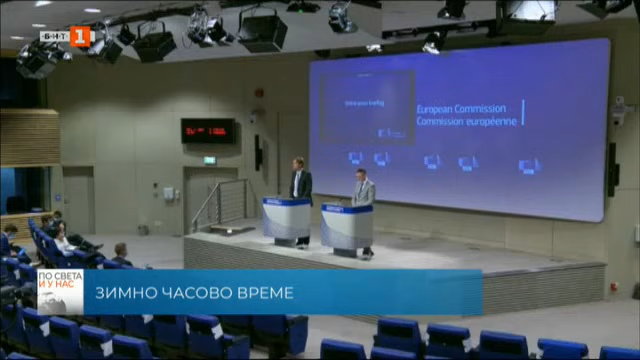 БНТ 1
European Commission
Commission européenne
ПО СВЕТА
И У НАС
ЗИМНО ЧАСОВО ВРЕМЕ